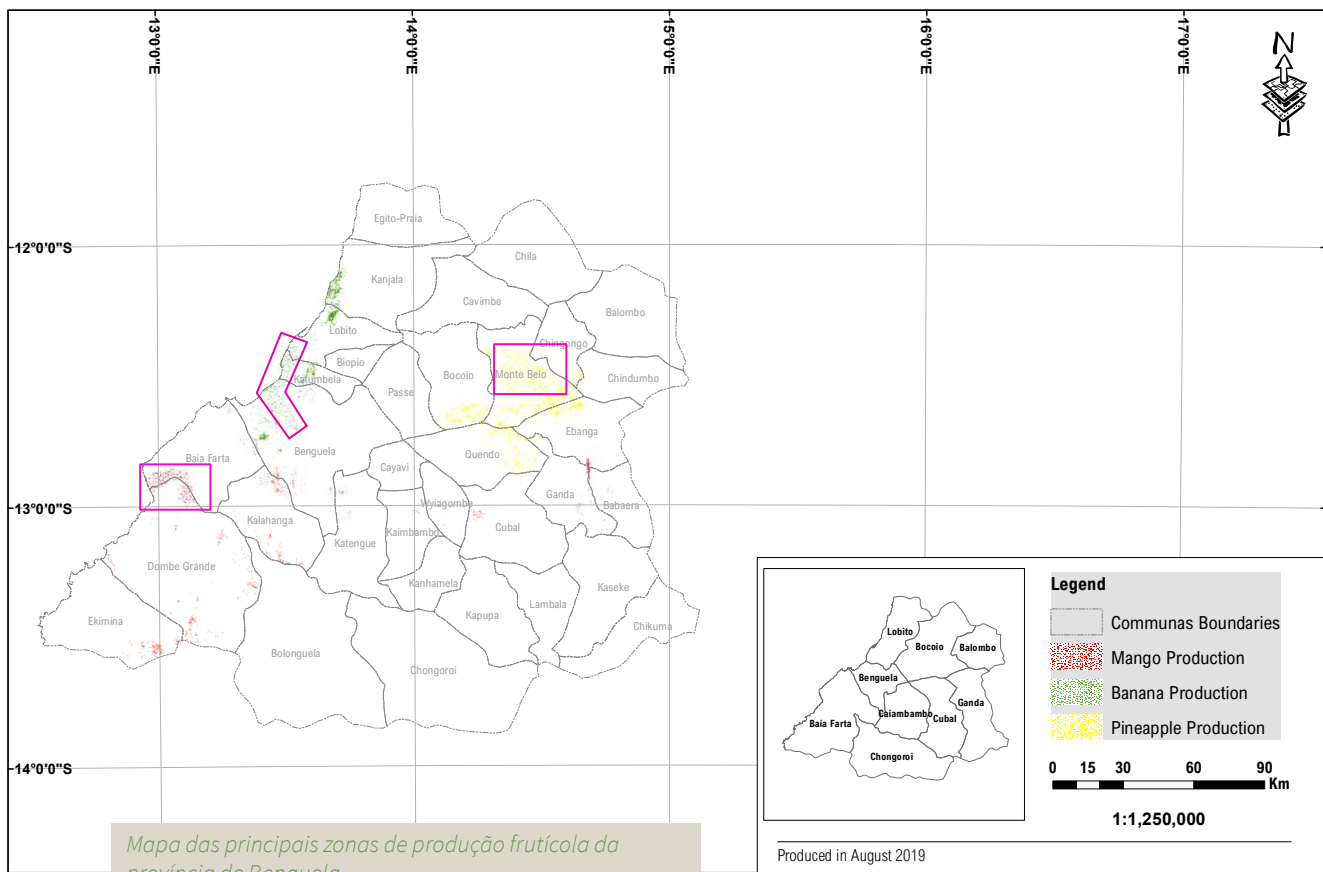 13°0'0"E
14°0'0"E
15°0'0"E
16°0'0"E
17°0'0"E
N
12°0'0"S
13°0'0"S
14°0'0"S
Egito-Praia
Chila
Kanjala
Cavimbe
Balombo
Lobito
Chingongo
Biopio
Katumbela
Bocoio
Monte Belo
Chindumbo
Passe
Ebanga
Benguela
Baia Farta
Quendo
Cayavi
Ganda
Wyiagombe
Babaera
Kalahanga
Cubal
Kaimbambo
Katengue
Dombe Grande
Kanhamela
Kaseke
Lambala
Ekimina
Kapupa
Chikuma
Bolonguela
Chongoroi
Lobito
Bocoio
Balombo
Benguela
Ganda
Caiambambo
Cubal
Baia Farta
Chongoroi
Legend
Communas Boundaries
Mango Production
Banana Production
Pineapple Production
0 15 30 60 90
Km
1:1,250,000
Produced in August 2019
Mapa das principais zonas de produção frutícola da
província de Benguela